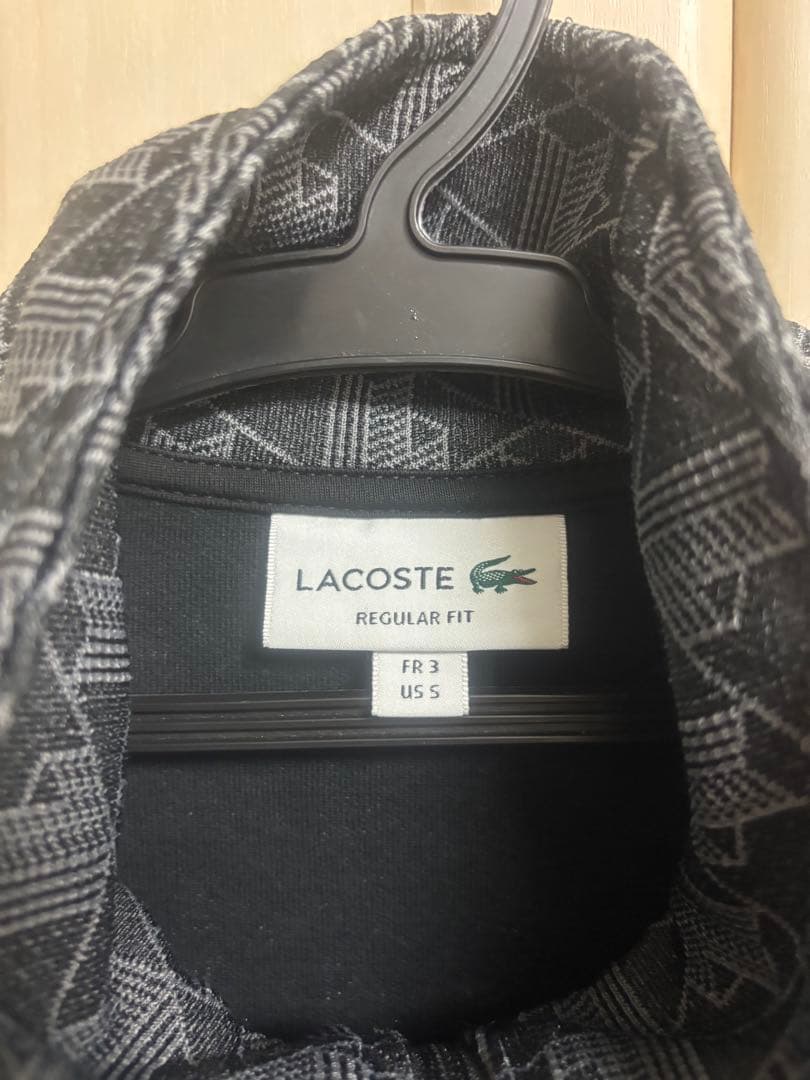 LACOSTE
REGULAR FIT
FR 3
US S